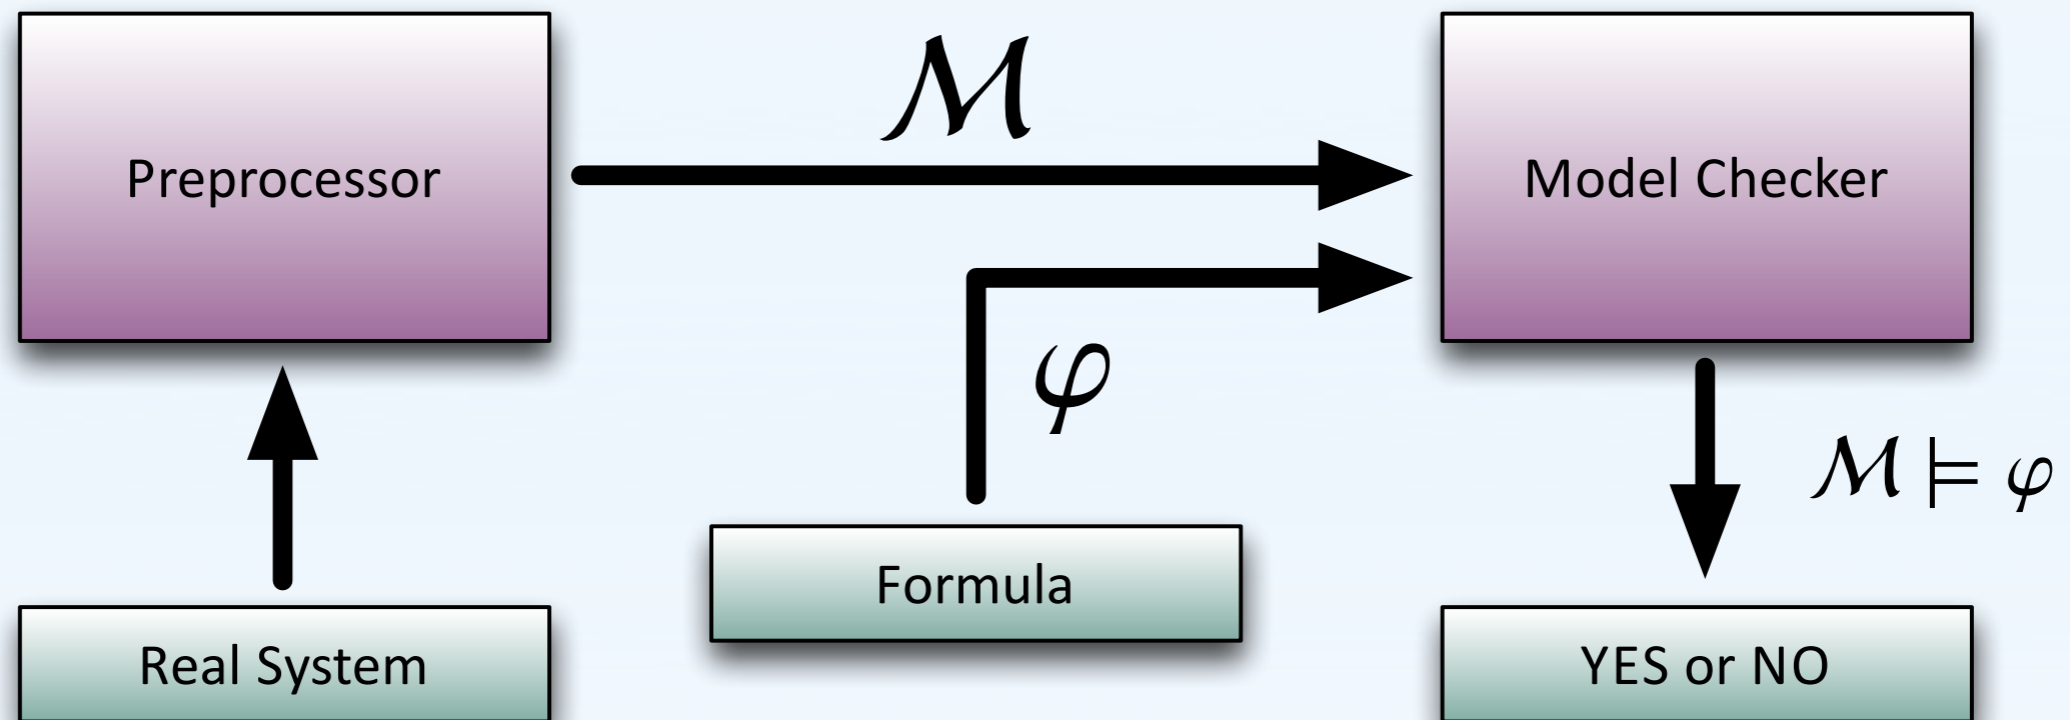 Preprocessor
ℳ
Model Checker
φ
ℳ ⊨ φ
Formula
Real System
YES or NO